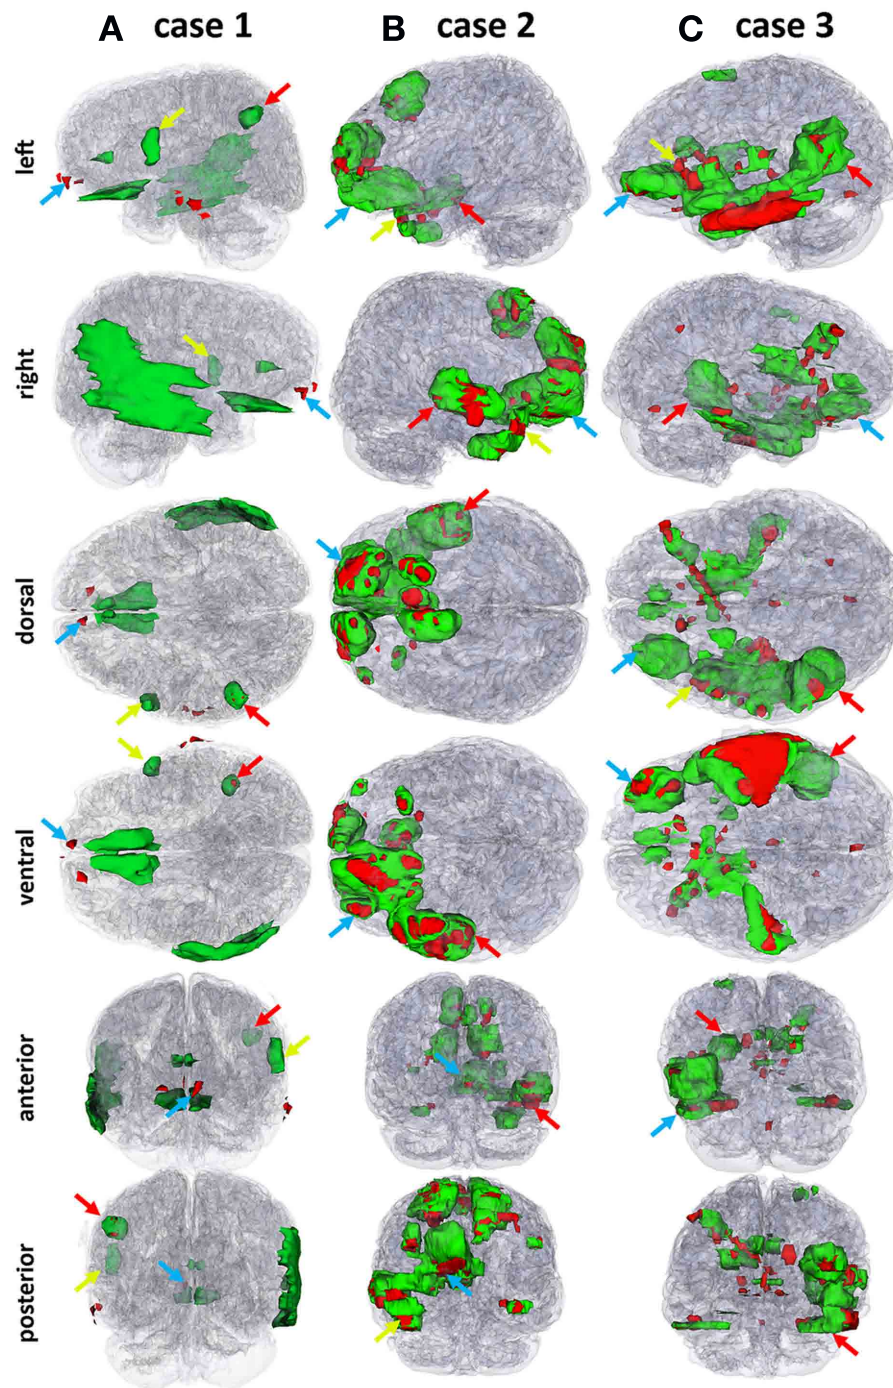 A case 1 B case 2 C case 3
left
right
dorsal
ventral
anterior
posterior